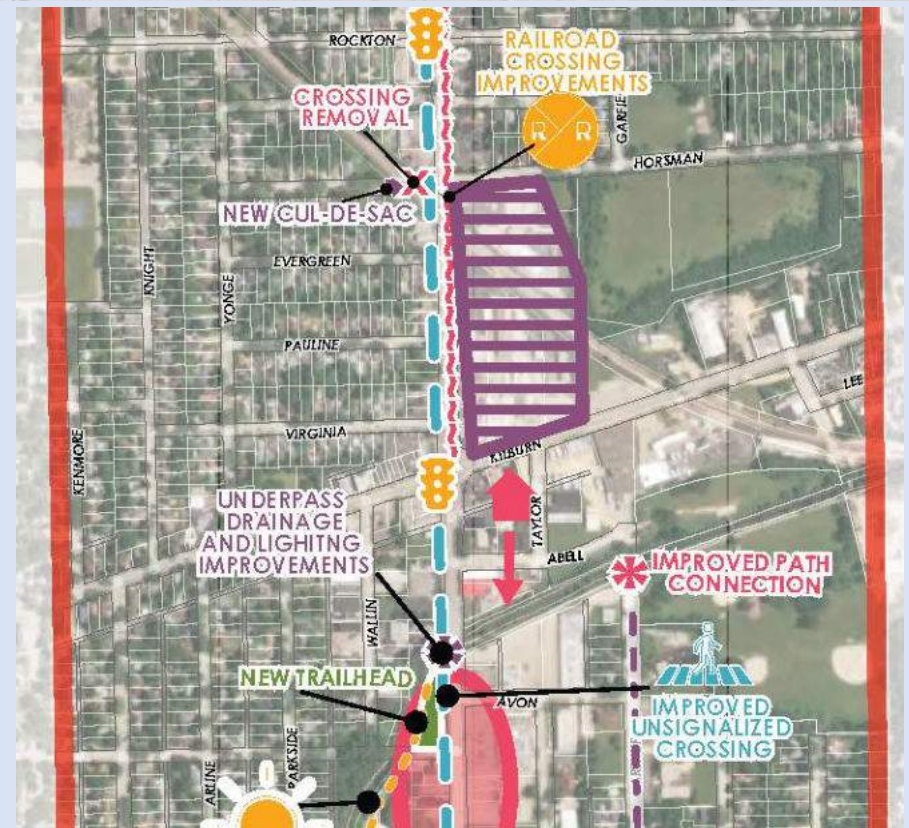 ROCKTON
RAILROAD
CROSSING
IMPROVEMENTS
CROSSING
REMOVAL
R R
HORSMAN
NEW CUL-DE-SAC
KNIGHT
YONGE
EVERGREEN
PAULINE
LEE
VIRGINIA
KENMORE
KILBURN
UNDERPASS
DRAINAGE
AND LIGHITNG
IMPROVEMENTS
TAYLOR
ABELL
IMPROVED PATH
CONNECTION
WALLIN
NEW TRAILHEAD
AVON
IMPROVED
UNSIGNALIZED
CROSSING
ARLINE
PARKSIDE